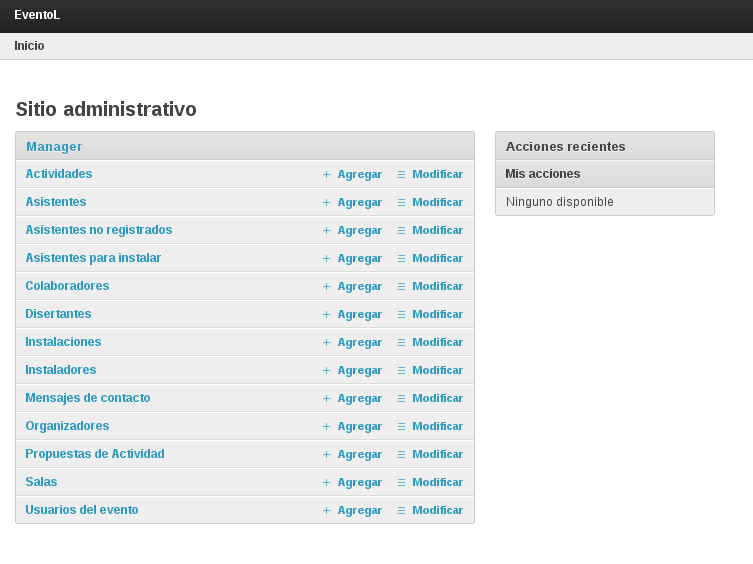 EventoL
Inicio
Sitio administrativo
Manager
Actividades Agregar Modificar
Asistentes Agregar Modificar
Asistentes no registrados Agregar Modificar
Asistentes para instalar Agregar Modificar
Colaboradores Agregar Modificar
Disertantes Agregar Modificar
Instalaciones Agregar Modificar
Instaladores Agregar Modificar
Mensajes de contacto Agregar Modificar
Organizadores Agregar Modificar
Propuestas de Actividad Agregar Modificar
Salas Agregar Modificar
Usuarios del evento Agregar Modificar
Acciones recientes
Mis acciones
Ninguno disponible